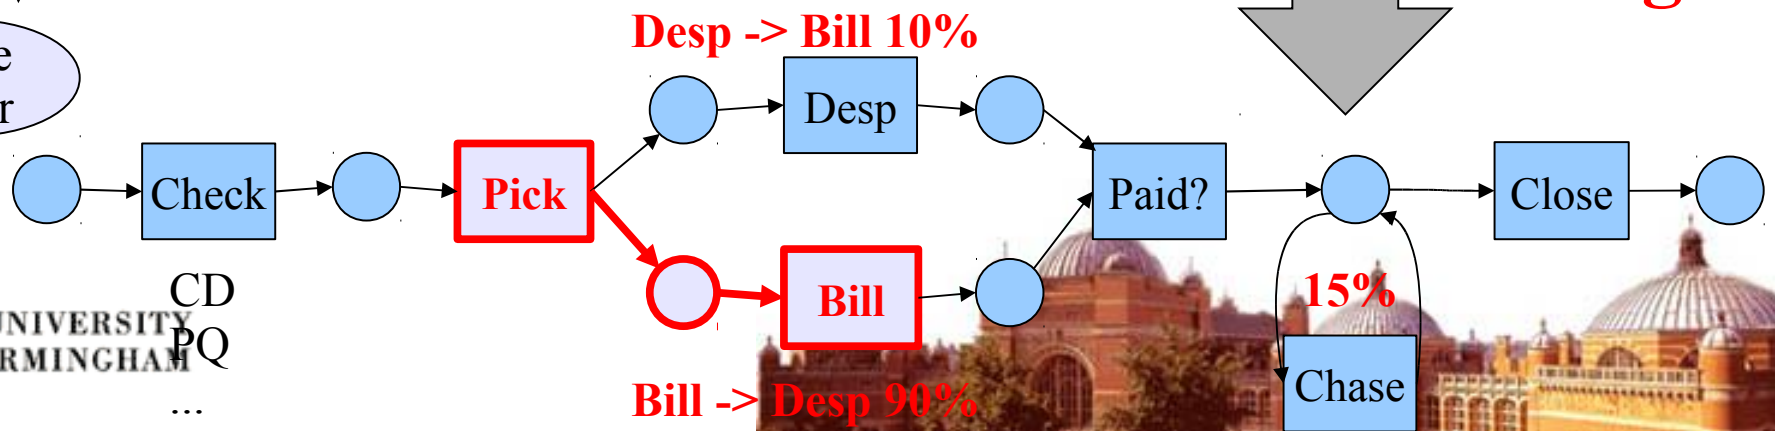 Desp -> Bill 10%
Desp
Check
Pick
Paid?
Close
Bill
15%
CD
PQ
...
Chase
Bill -> Desp 90%